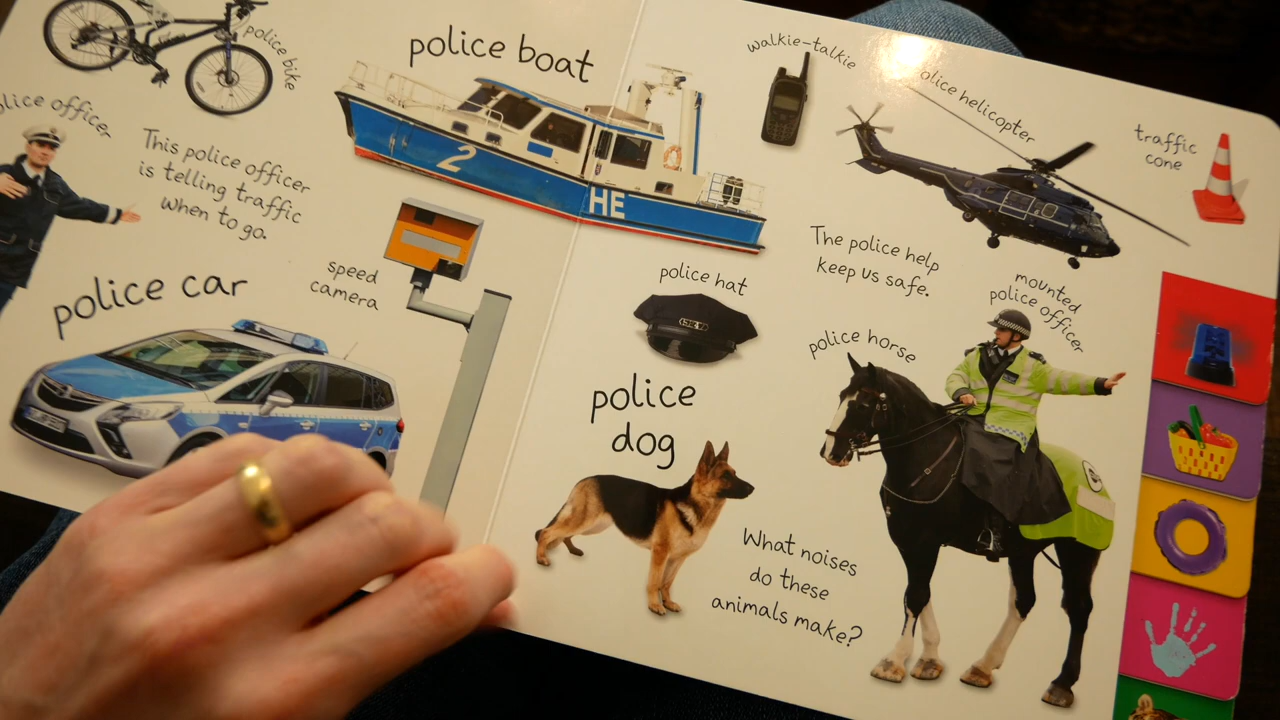 police bike
police officer
This police officer
is telling traffic
when to go.
police car
police boat
2
HE
speed
camera
walkie-talkie
police helicopter
traffic
cone
The police help
keep us safe.
police hat
mounted
police officer
police horse
police
dog
What noises
do these
animals make?